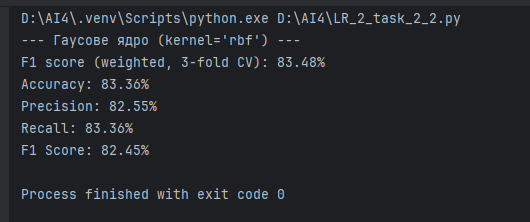 D:\AI4\.venv\Scripts\python.exe D:\AI4\LR_2_task_2_2.py
--- Гаусове ядро (kernel='rbf') ---
F1 score (weighted, 3-fold CV): 83.48%
Accuracy: 83.36%
Precision: 82.55%
Recall: 83.36%
F1 Score: 82.45%
Process finished with exit code 0